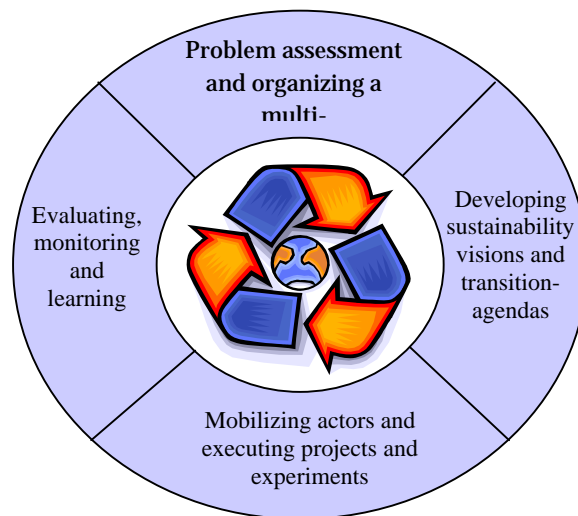 Problem assessment
and organizing a
multi-
Developing
sustainability
visions and
transition-
agendas
Mobilizing actors and
executing projects and
experiments
Evaluating,
monitoring
and
learning